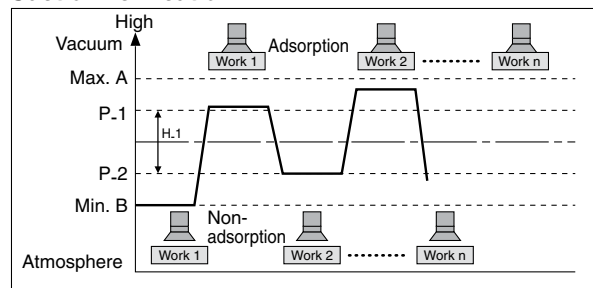 High
Vacuum
Adsorption
Work 1
Work 2
Work n
Max. A
P_1
H_1
P_2
Min. B
Non-
adsorption
Work 1
Work 2
Work n
Atmosphere